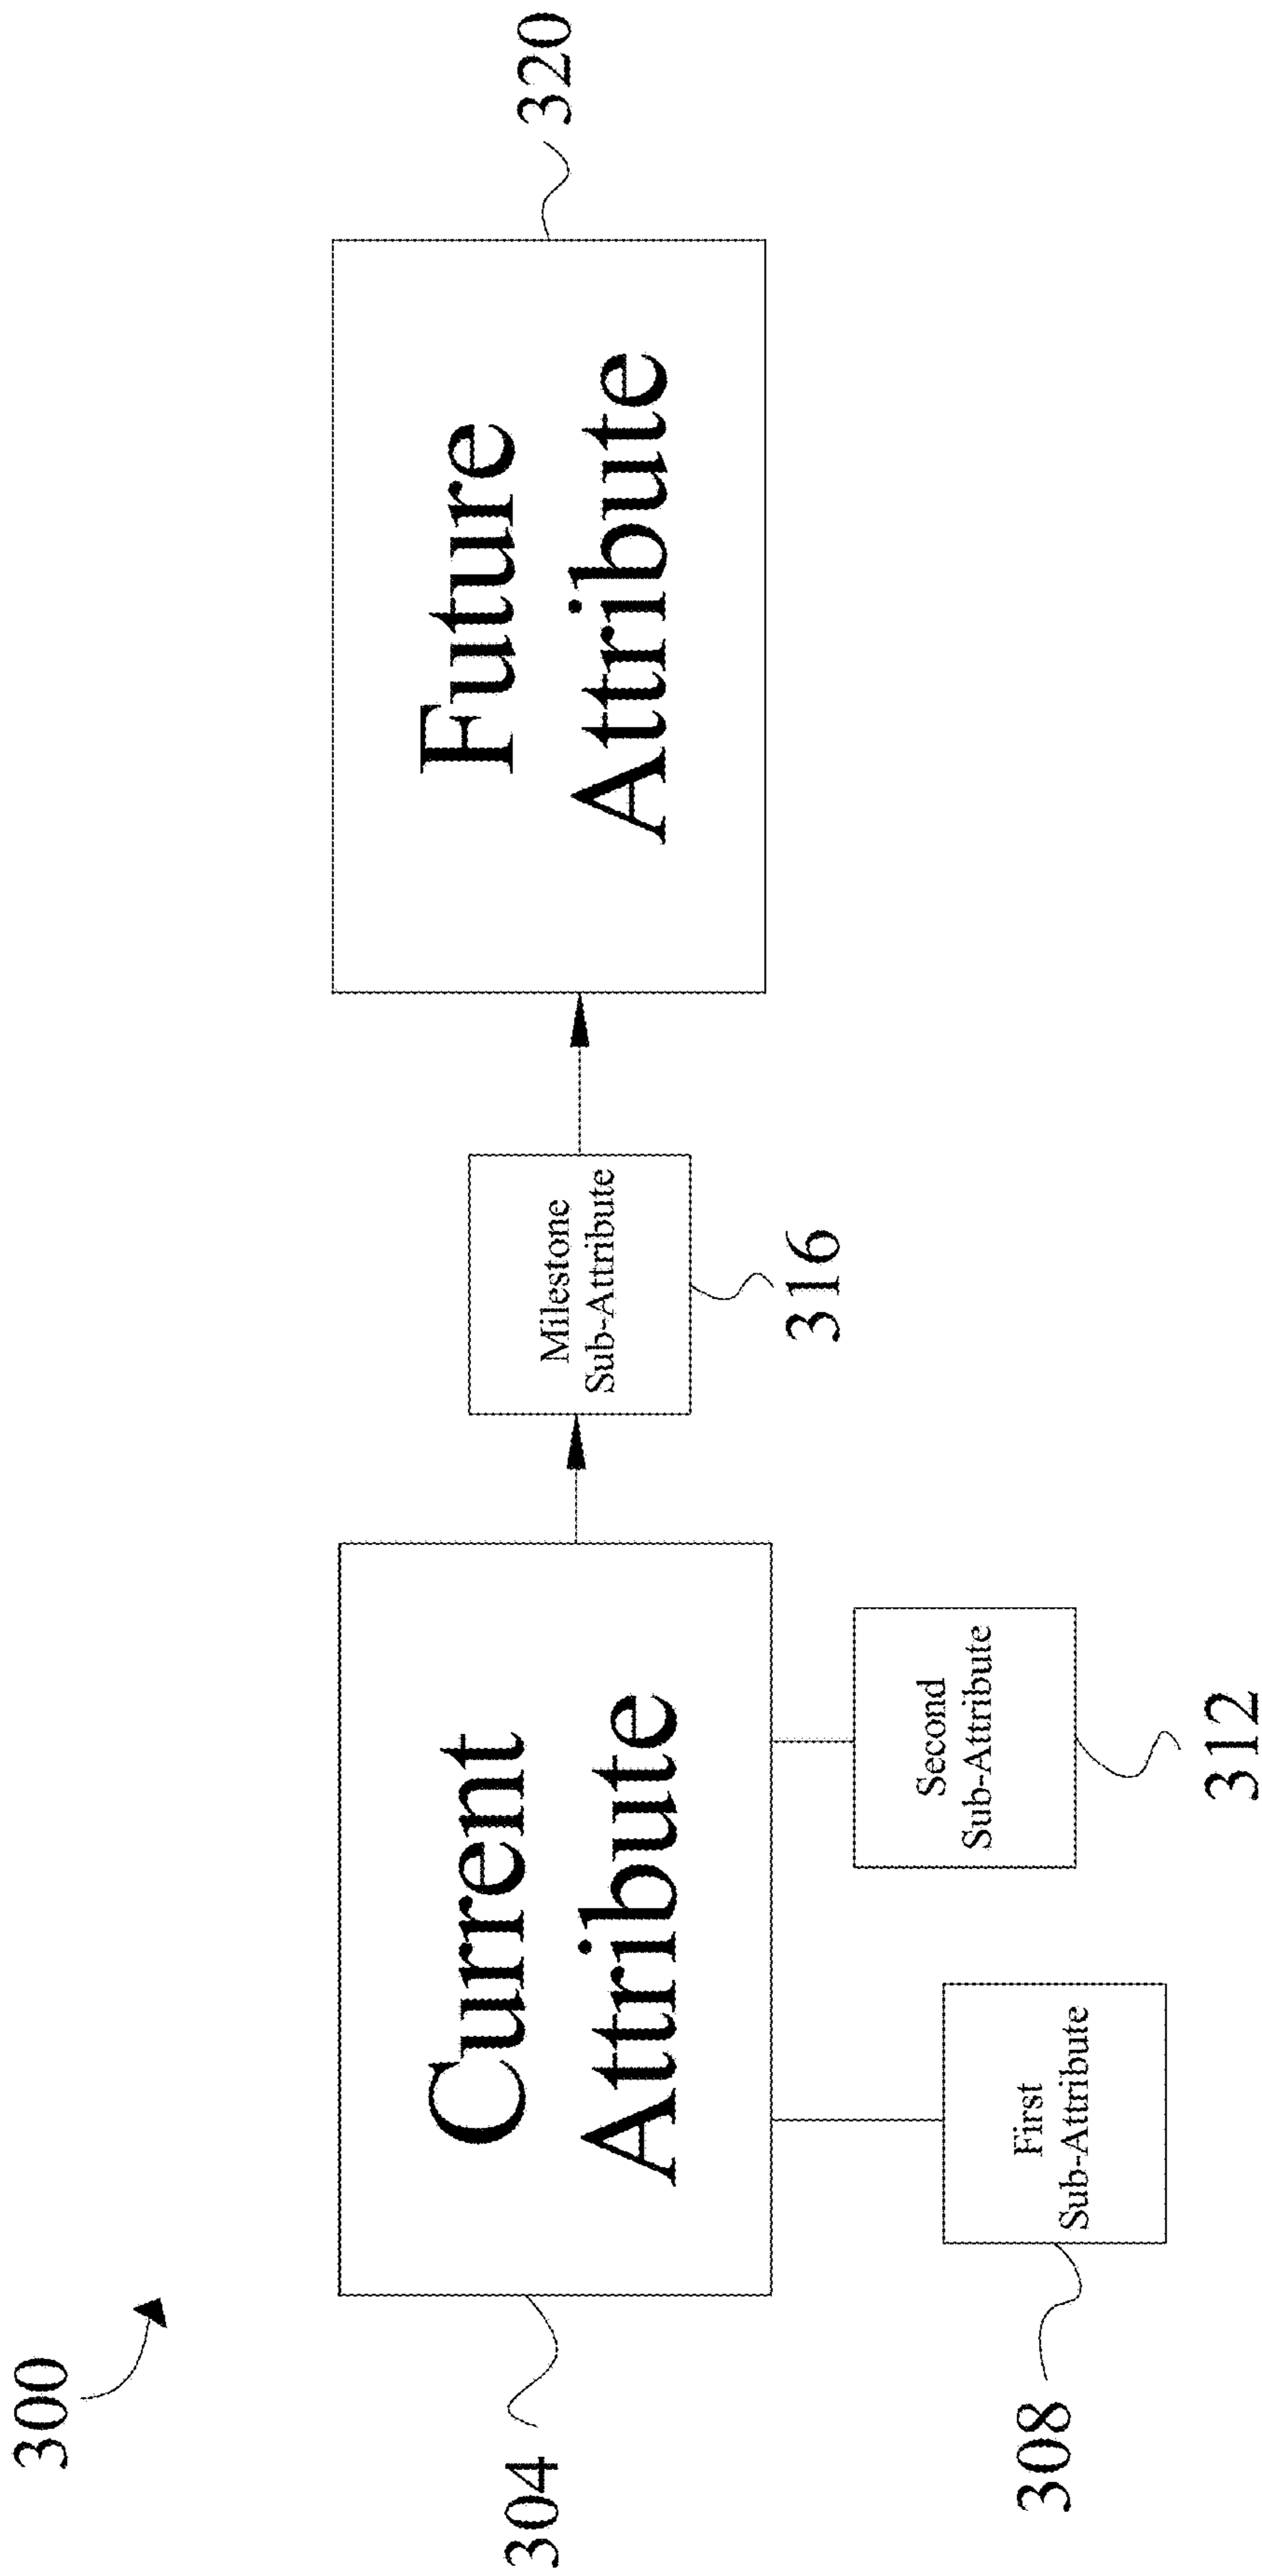 300
304
Current
Attribute
308
First
Sub-Attribute
312
Second
Sub-Attribute
316
Milestone
Sub-Attribute
320
Future
Attribute